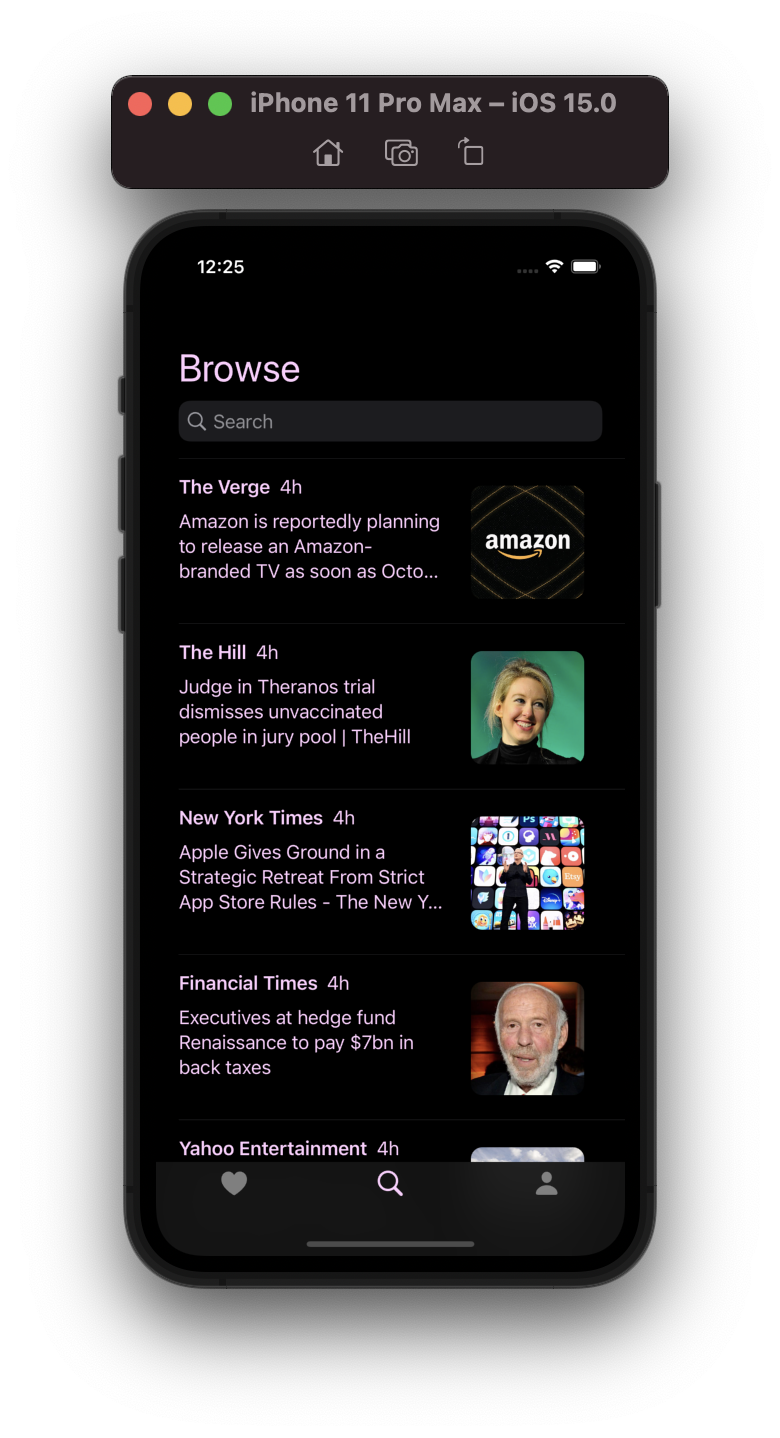 iPhone 11 Pro Max – iOS 15.0
12:25
Browse
Search
The Verge 4h
Amazon is reportedly planning
to release an Amazon-
branded TV as soon as Octo...
amazon
The Hill 4h
Judge in Theranos trial
dismisses unvaccinated
people in jury pool | TheHill
New York Times 4h
Apple Gives Ground in a
Strategic Retreat From Strict
App Store Rules - The New Y...
Ps
Etsy
Disney+
Financial Times 4h
Executives at hedge fund
Renaissance to pay $7bn in
back taxes
Yahoo Entertainment 4h